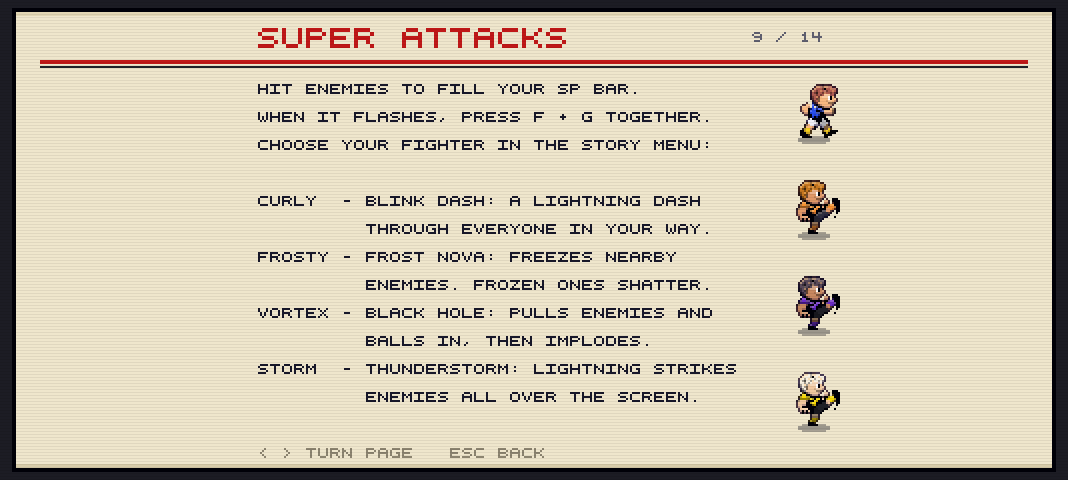 SUPER ATTACKS
9 / 14
HIT ENEMIES TO FILL YOUR SP BAR.
WHEN IT FLASHES, PRESS F + G TOGETHER.
CHOOSE YOUR FIGHTER IN THE STORY MENU:
CURLY - BLINK DASH: A LIGHTNING DASH
THROUGH EVERYONE IN YOUR WAY.
FROSTY - FROST NOVA: FREEZES NEARBY
ENEMIES. FROZEN ONES SHATTER.
VORTEX - BLACK HOLE: PULLS ENEMIES AND
BALLS IN, THEN IMPLODES.
STORM - THUNDERSTORM: LIGHTNING STRIKES
ENEMIES ALL OVER THE SCREEN.
< > TURN PAGE ESC BACK